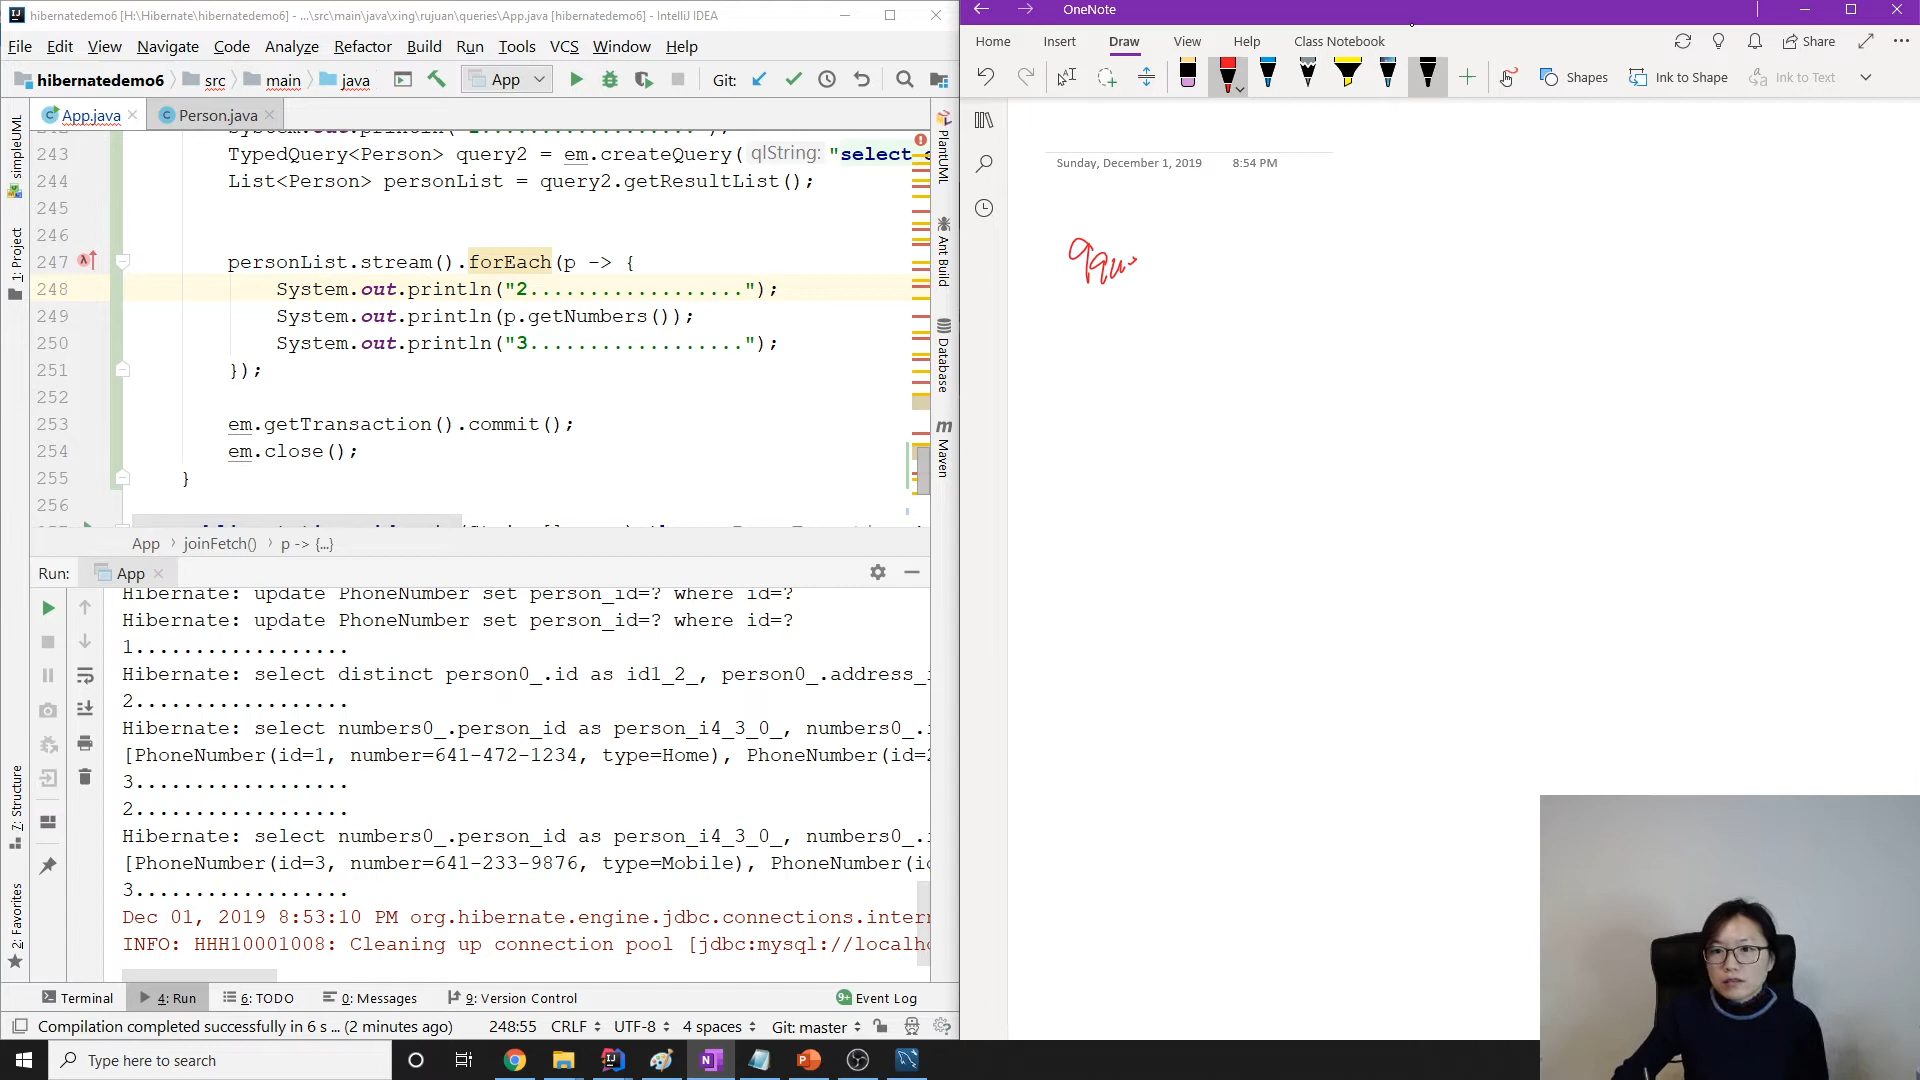 hibernatedemo6 [H:\Hibernate\hibernatedemo6] - ...\src\main\java\xing\rujuan\queries\App.java [hibernatedemo6] - IntelliJ IDEA
File Edit View Navigate Code Analyze Refactor Build Run Tools VCS Window Help
hibernatedemo6 src main java App Git:
App.java Person.java
243 TypedQuery<Person> query2 = em.createQuery( qlString: "select
244 List<Person> personList = query2.getResultList();
245
246
247 personList.stream().forEach(p -> {
248 System.out.println("2..................");
249 System.out.println(p.getNumbers());
250 System.out.println("3..................");
251 });
252
253 em.getTransaction().commit();
254 em.close();
255 }
256
App joinFetch() p -> {...}
Run: App
Hibernate: update PhoneNumber set person_id=? where id=?
Hibernate: update PhoneNumber set person_id=? where id=?
1..................
Hibernate: select distinct person0_.id as id1_2_, person0_.address_
2..................
Hibernate: select numbers0_.person_id as person_i4_3_0_, numbers0_.
[PhoneNumber(id=1, number=641-472-1234, type=Home), PhoneNumber(id=2
3..................
2..................
Hibernate: select numbers0_.person_id as person_i4_3_0_, numbers0_.
[PhoneNumber(id=3, number=641-233-9876, type=Mobile), PhoneNumber(id
3..................
Dec 01, 2019 8:53:10 PM org.hibernate.engine.jdbc.connections.intern
INFO: HHH10001008: Cleaning up connection pool [jdbc:mysql://localho
Terminal 4: Run 6: TODO 0: Messages 9: Version Control Event Log
Compilation completed successfully in 6 s ... (2 minutes ago) 248:55 CRLF UTF-8 4 spaces Git: master
simpleUML
1: Project
Z: Structure
2: Favorites
PlantUML
Ant Build
Database
Maven
OneNote
Home Insert Draw View Help Class Notebook Share
Shapes Ink to Shape Ink to Text
Sunday, December 1, 2019 8:54 PM
Type here to search